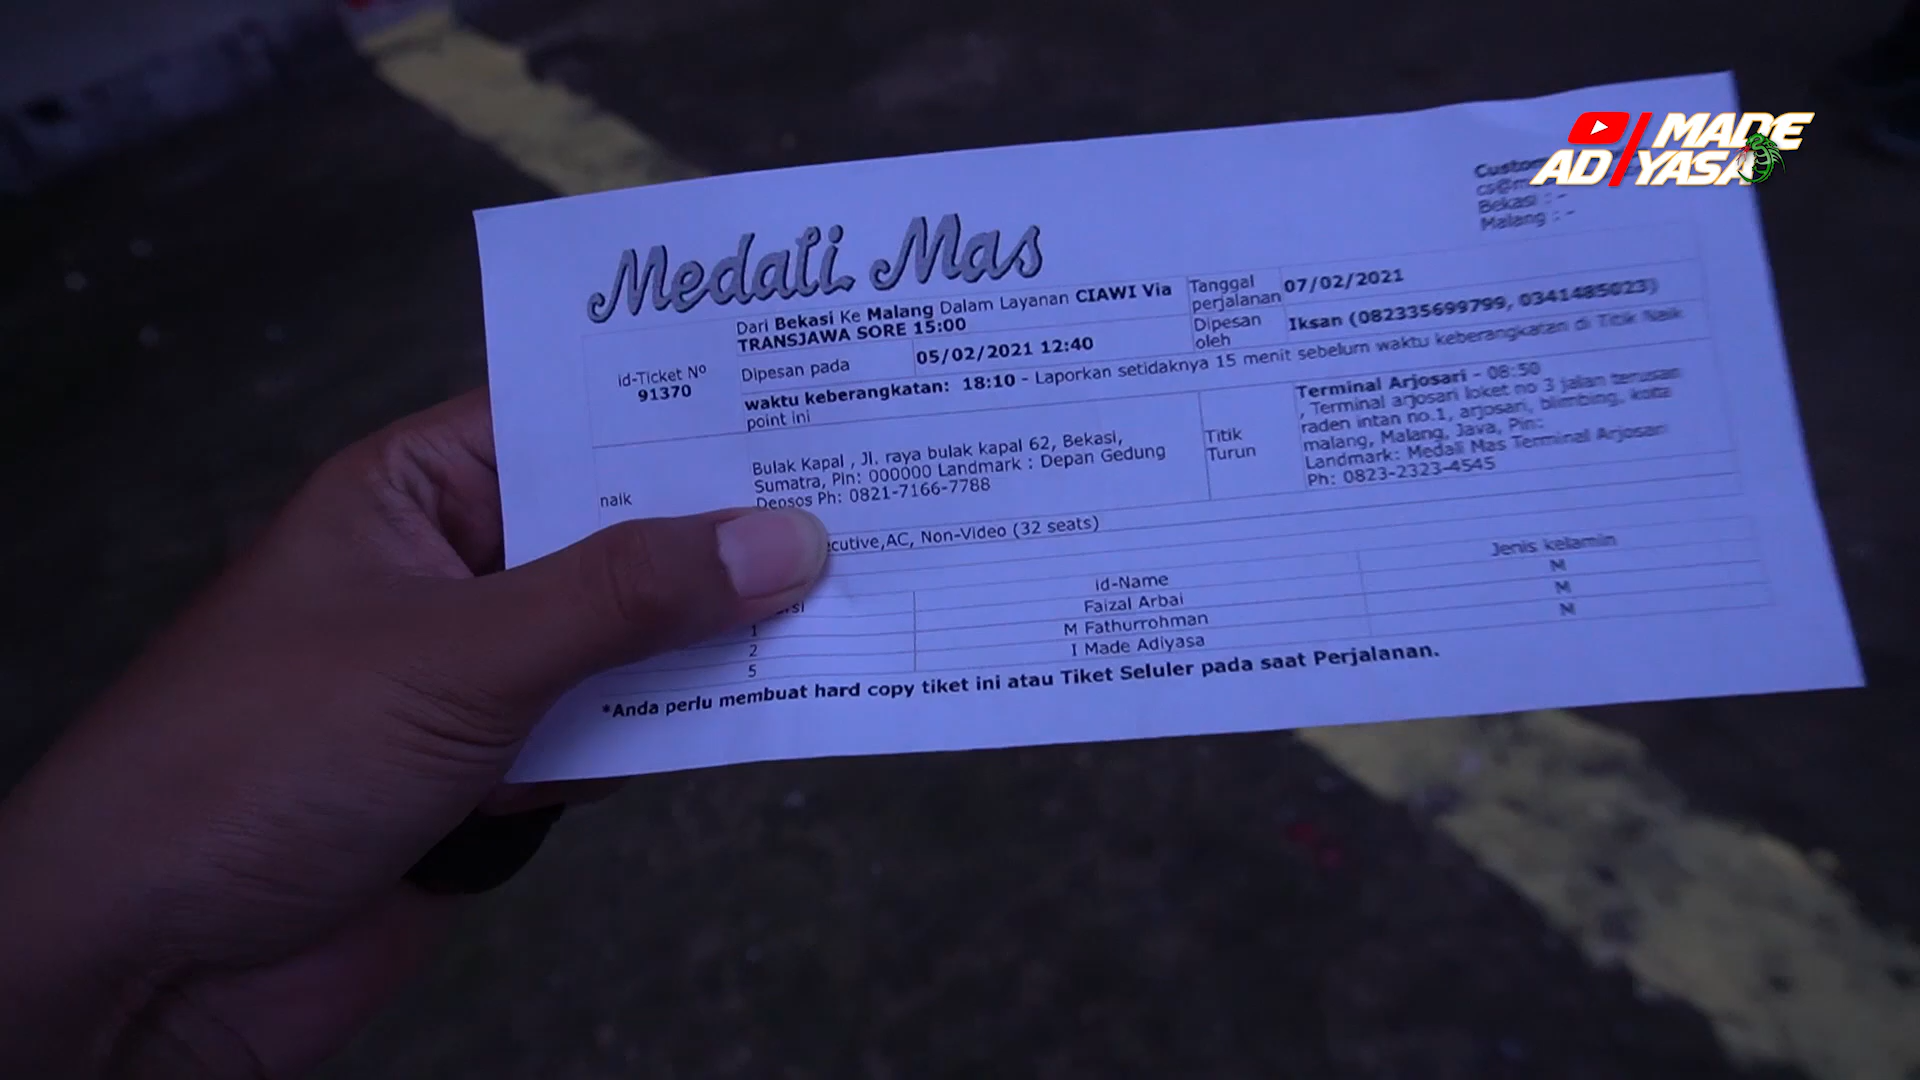 MADE
ADIYASA
Medali Mas
Bekasi : -
Malang : -
id-Ticket Nº
91370
Dari Bekasi Ke Malang Dalam Layanan CIAWI Via
TRANSJAWA SORE 15:00
Tanggal
perjalanan
07/02/2021
Dipesan pada
05/02/2021 12:40
Dipesan
oleh
Iksan (082335699799, 0341485023)
waktu keberangkatan: 18:10 - Laporkan setidaknya 15 menit sebelum waktu keberangkatan di Titik Naik
point ini
naik
Bulak Kapal , Jl. raya bulak kapal 62, Bekasi,
Sumatra, Pin: 000000 Landmark : Depan Gedung
Depsos Ph: 0821-7166-7788
Titik
Turun
Terminal Arjosari - 08:50
, Terminal arjosari loket no 3 jalan terusan
raden intan no.1, arjosari, blimbing, kota
malang, Malang, Java, Pin:
Landmark: Medali Mas Terminal Arjosari
Ph: 0823-2323-4545
cutive,AC, Non-Video (32 seats)
id-Name
Jenis kelamin
1
Faizal Arbai
M
2
M Fathurrohman
M
5
I Made Adiyasa
M
*Anda perlu membuat hard copy tiket ini atau Tiket Seluler pada saat Perjalanan.